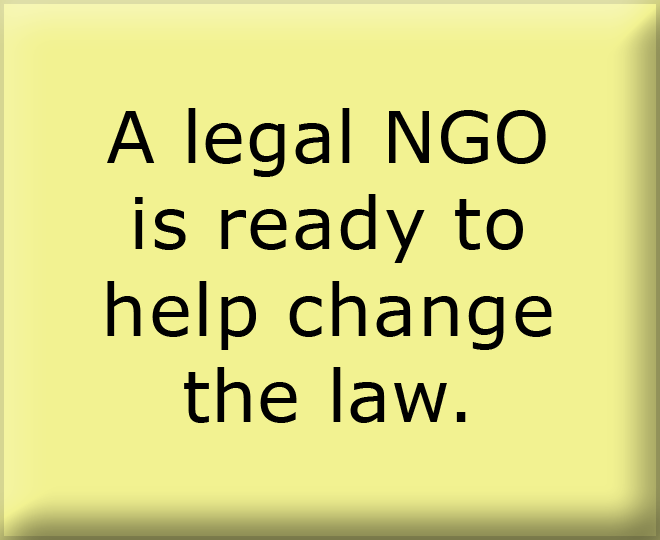 A legal NGO
is ready to
help change
the law.